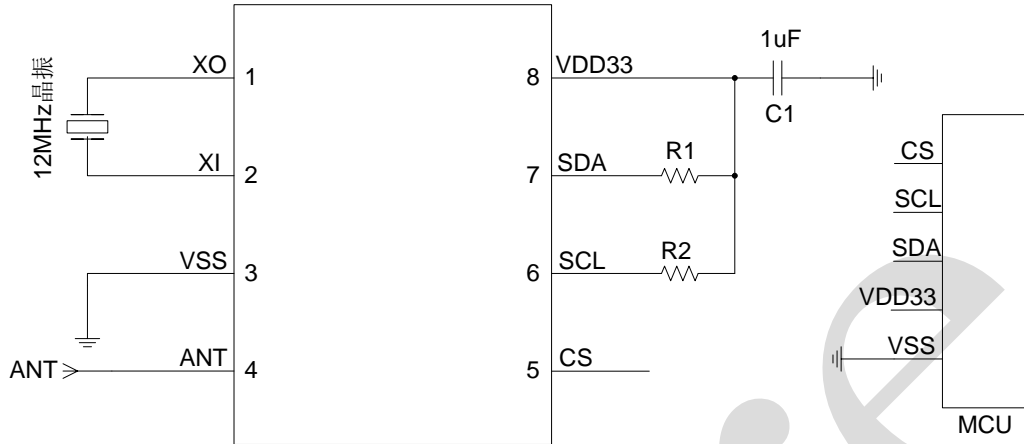 1uF
XO
1
8
VDD33
C1
12MHz晶振
CS
R1
XI
2
7
SDA
SCL
R2
SDA
VSS
3
6
SCL
VDD33
VSS
ANT
ANT
4
5
CS
MCU